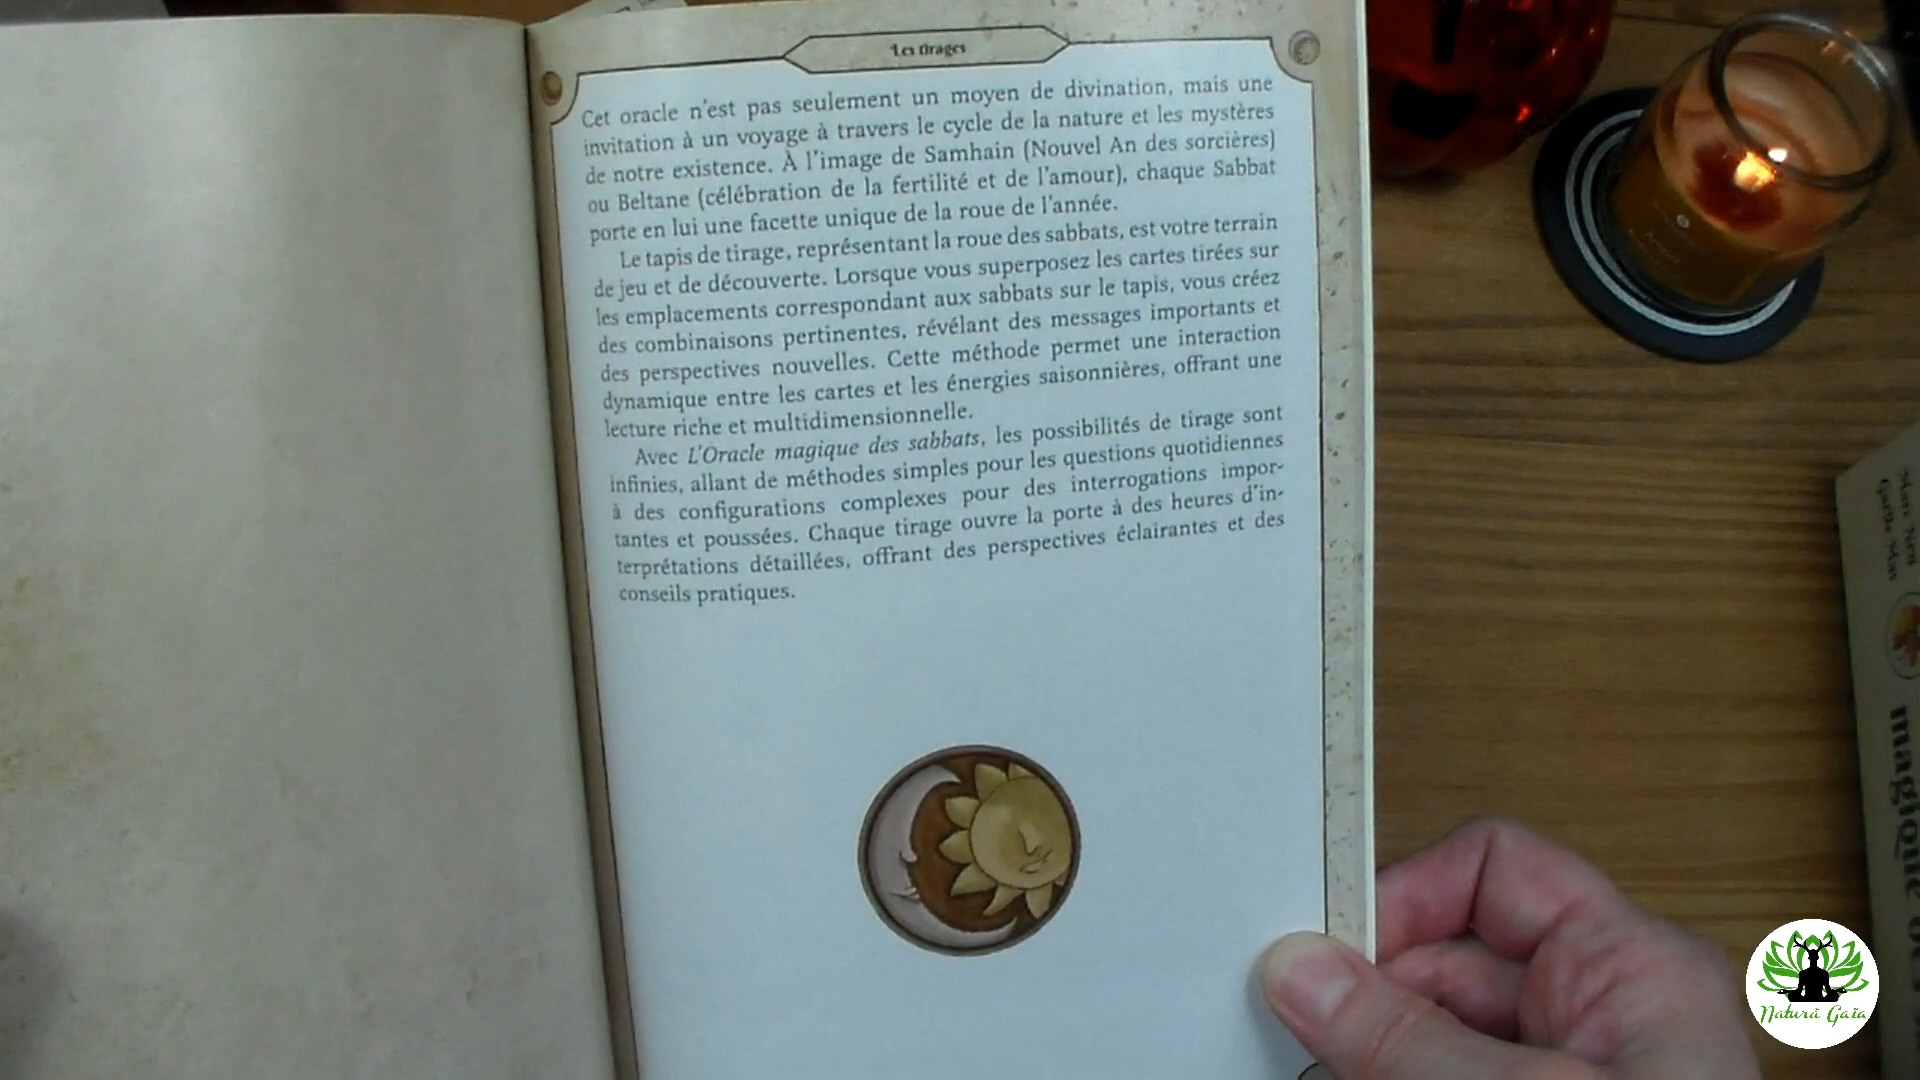 Les tirages
Cet oracle n'est pas seulement un moyen de divination, mais une
invitation à un voyage à travers le cycle de la nature et les mystères
de notre existence. À l'image de Samhain (Nouvel An des sorcières)
ou Beltane (célébration de la fertilité et de l'amour), chaque Sabbat
porte en lui une facette unique de la roue de l'année.
Le tapis de tirage, représentant la roue des sabbats, est votre terrain
de jeu et de découverte. Lorsque vous superposez les cartes tirées sur
les emplacements correspondant aux sabbats sur le tapis, vous créez
des combinaisons pertinentes, révélant des messages importants et
des perspectives nouvelles. Cette méthode permet une interaction
dynamique entre les cartes et les énergies saisonnières, offrant une
lecture riche et multidimensionnelle.
Avec L'Oracle magique des sabbats, les possibilités de tirage sont
infinies, allant de méthodes simples pour les questions quotidiennes
à des configurations complexes pour des interrogations impor-
tantes et poussées. Chaque tirage ouvre la porte à des heures d'in-
terprétations détaillées, offrant des perspectives éclairantes et des
conseils pratiques.
magique des
Natura Gaïa